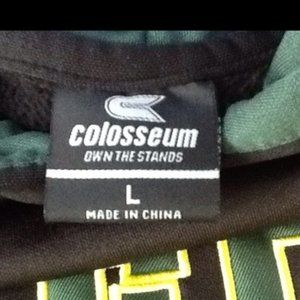 colosseum
OWN THE STANDS
L
MADE IN CHINA